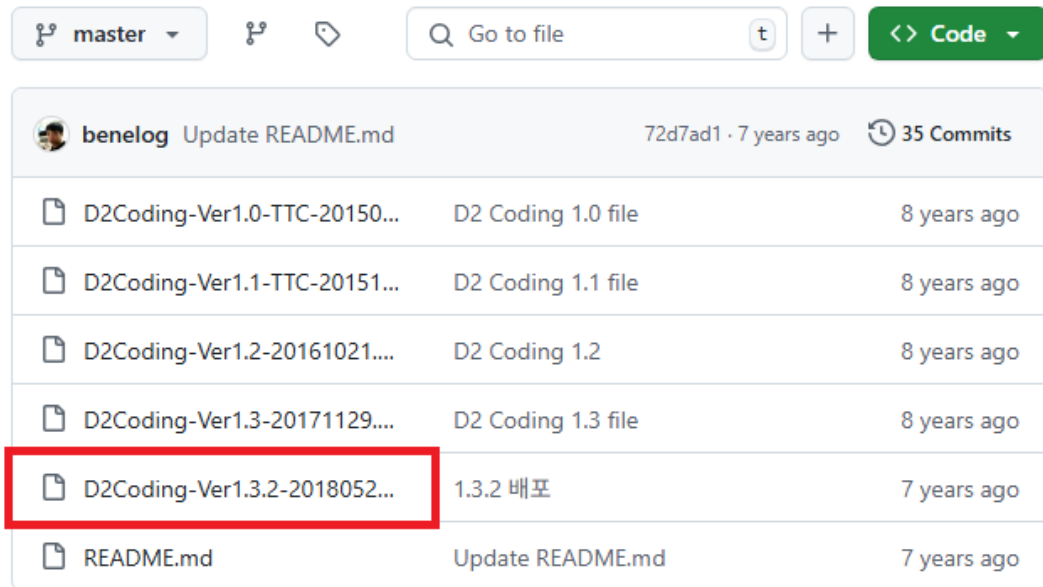 master
Go to file
t
Code
benelog Update README.md 72d7ad1 · 7 years ago 35 Commits
D2Coding-Ver1.0-TTC-20150... D2 Coding 1.0 file 8 years ago
D2Coding-Ver1.1-TTC-20151... D2 Coding 1.1 file 8 years ago
D2Coding-Ver1.2-20161021.... D2 Coding 1.2 8 years ago
D2Coding-Ver1.3-20171129.... D2 Coding 1.3 file 8 years ago
D2Coding-Ver1.3.2-2018052... 1.3.2 배포 7 years ago
README.md Update README.md 7 years ago